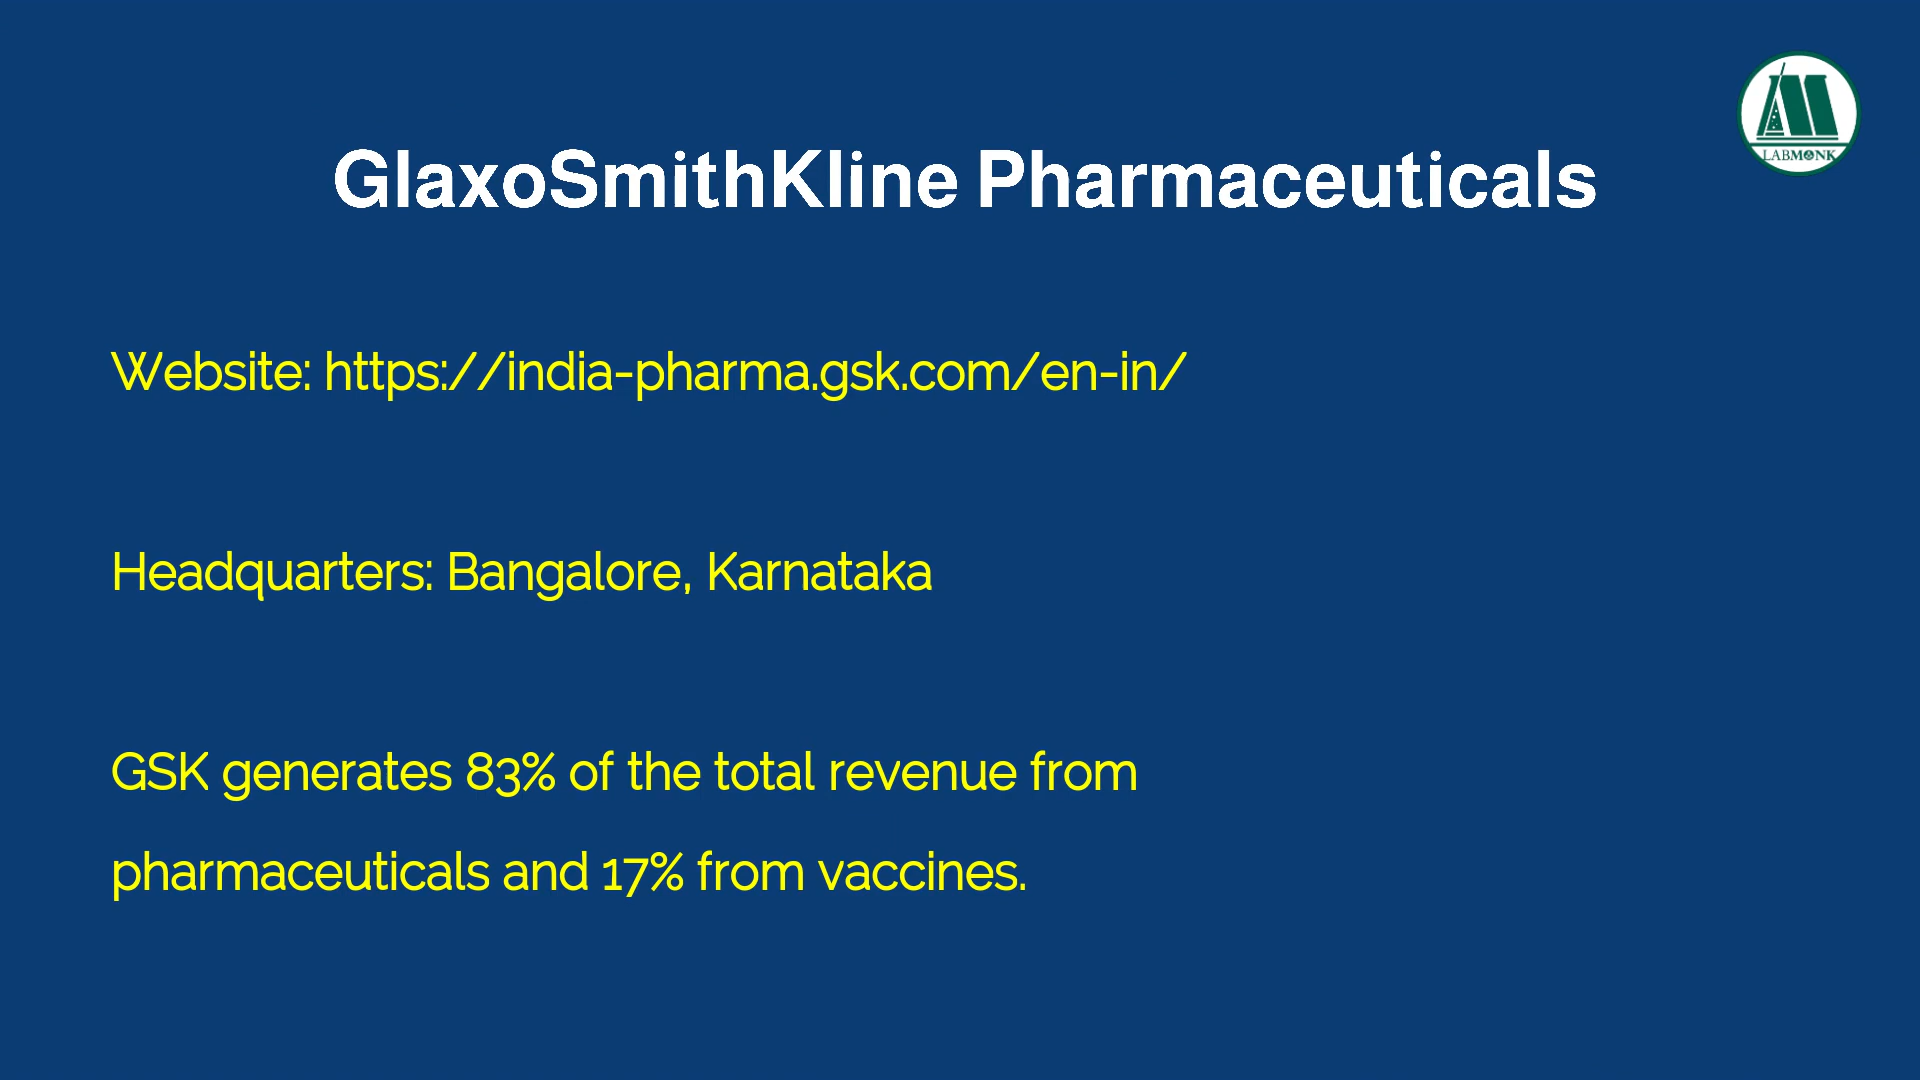 LABMONK
GlaxoSmithKline Pharmaceuticals
Website: https://india-pharma.gsk.com/en-in/
Headquarters: Bangalore, Karnataka
GSK generates 83% of the total revenue from
pharmaceuticals and 17% from vaccines.